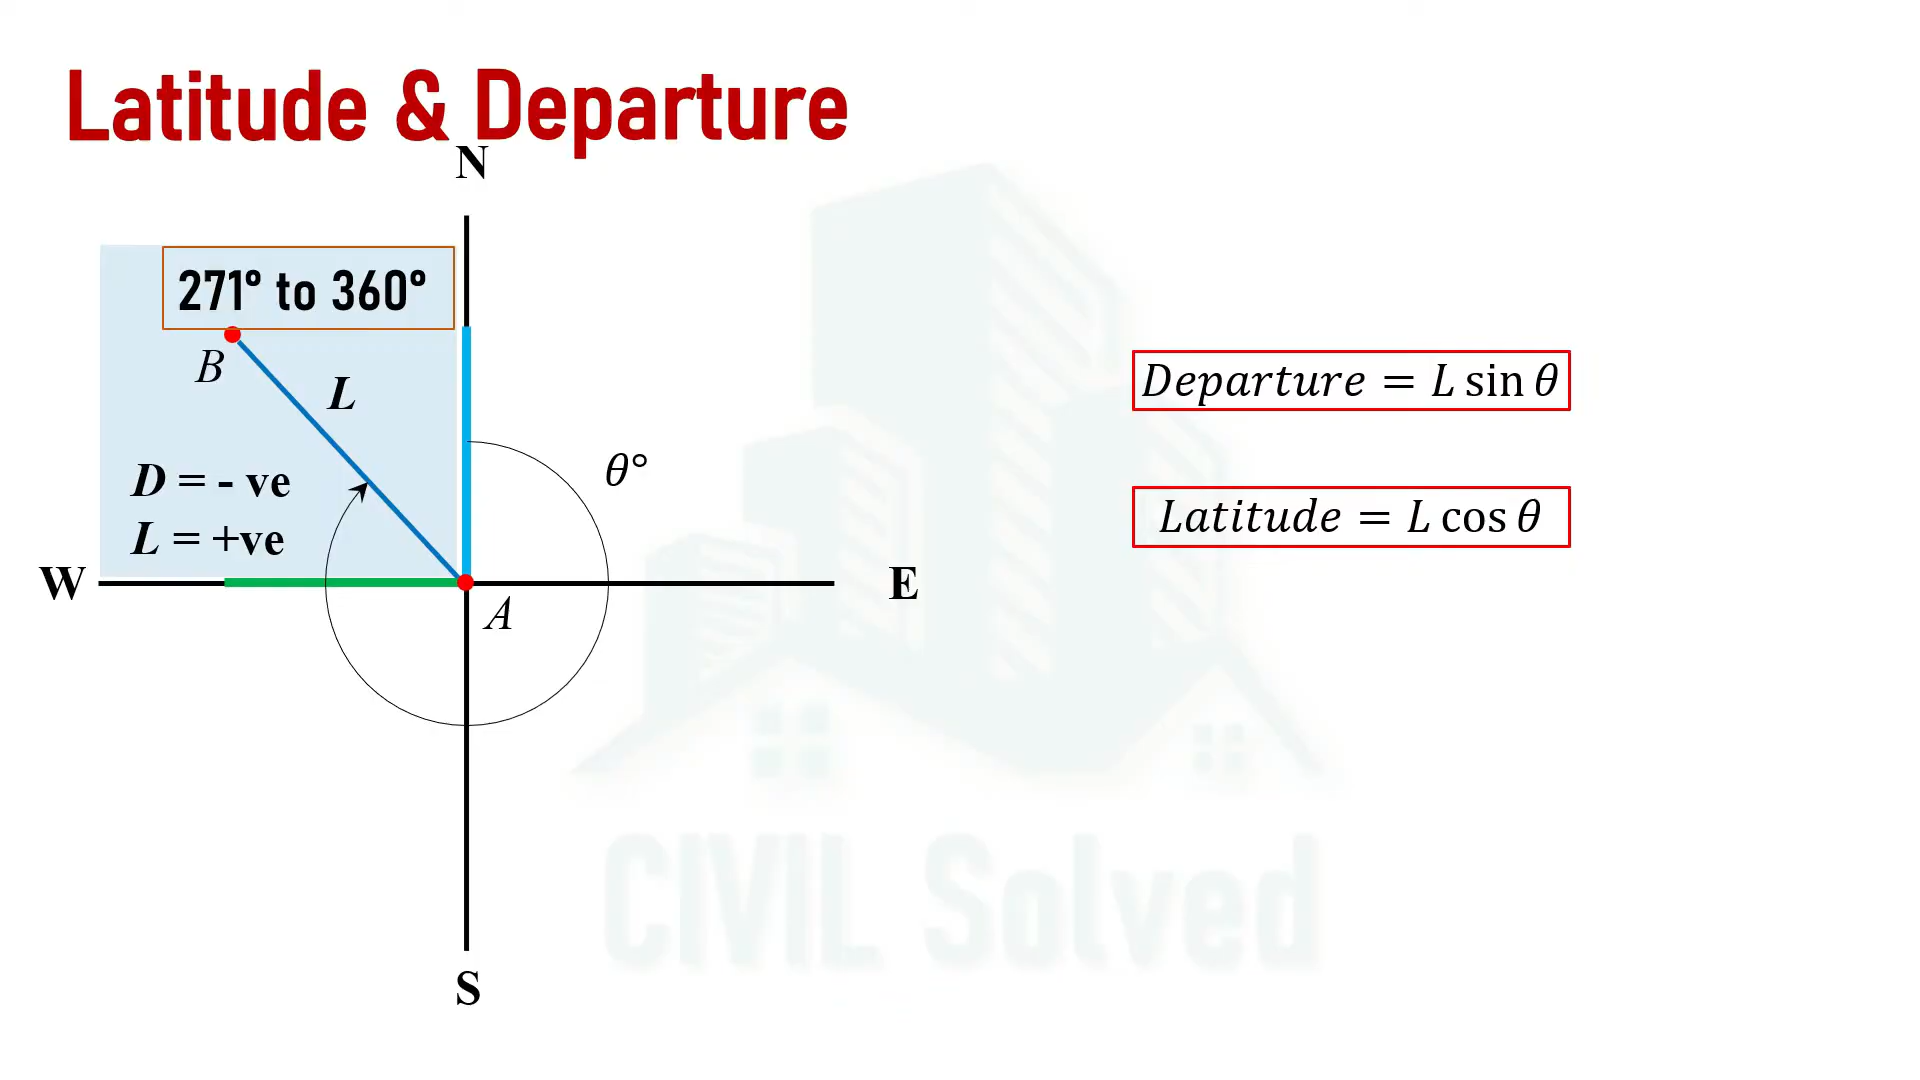 Latitude & Departure
N
271° to 360°
B
L
θ°
D = - ve
L = +ve
W
E
A
S
Departure = L sin θ
Latitude = L cos θ
CIVIL Solved